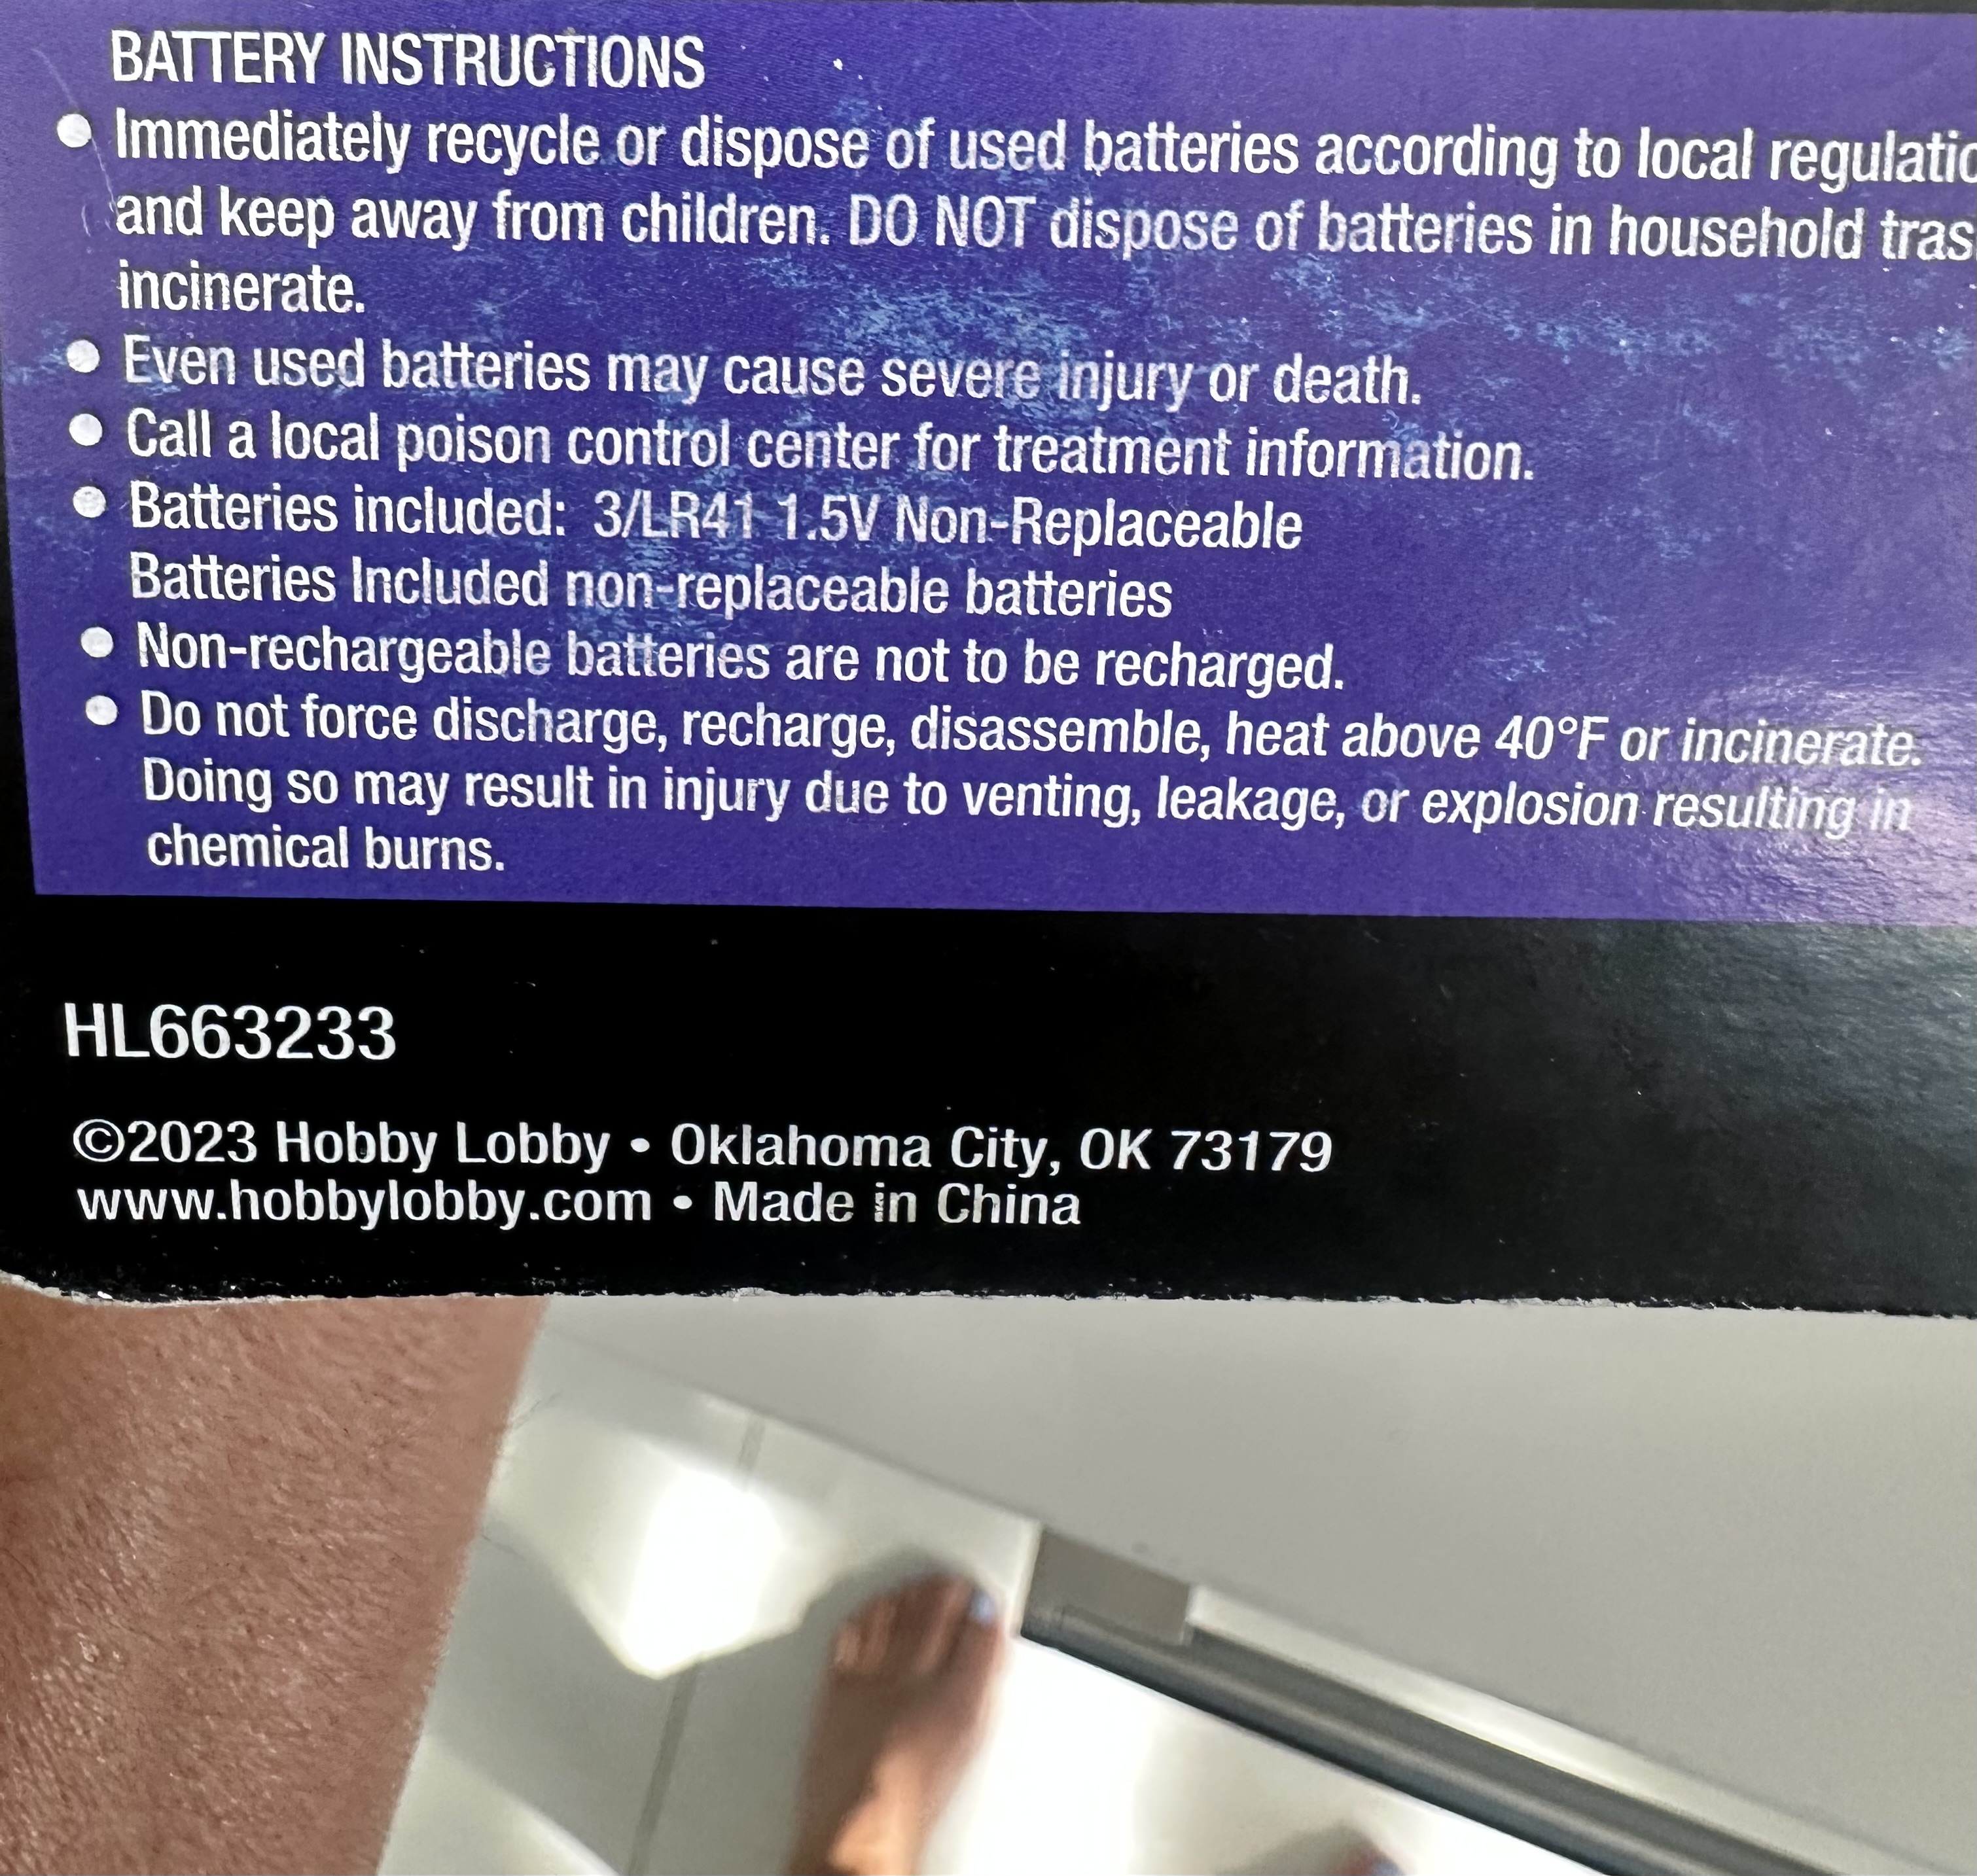 BATTERY INSTRUCTIONS
• Immediately recycle or dispose of used batteries according to local
and keep away from children. DO NOT dispose of batteries in household
incinerate.
• Even used batteries may cause severe injury or death.
• Call a local poison control center for treatment information.
• Batteries included: 3/LR41 1.5V Non-Replaceable
Batteries Included non-replaceable batteries
• Non-rechargeable batteries are not to be recharged.
• Do not force discharge, recharge, disassemble, heat above 40°F or incinerate.
Doing so may result in injury due to venting, leakage, or explosion resulting in
chemical burns.
HL663233
©2023 Hobby Lobby • Oklahoma City, OK 73179
www.hobbylobby.com • Made in China